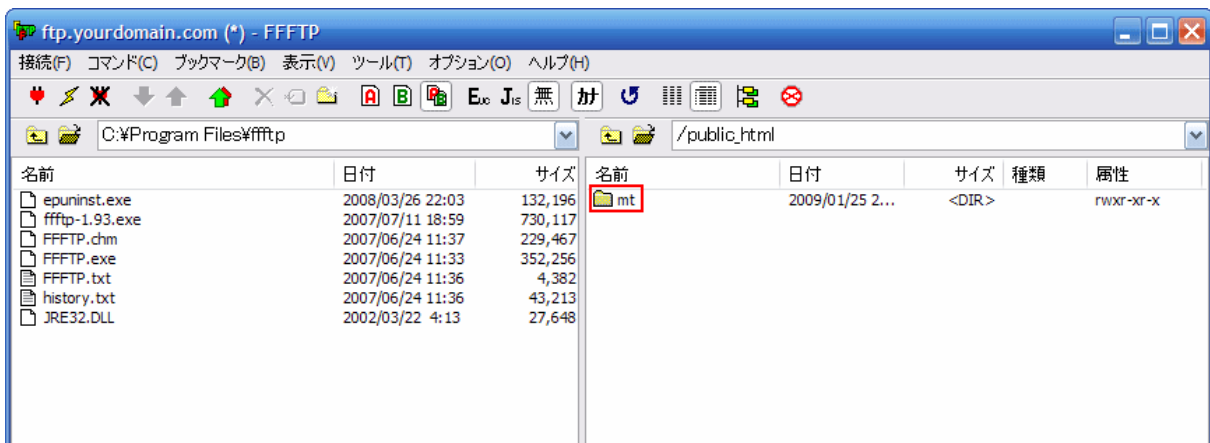 ftp.yourdomain.com (*) - FFFTP
接続(F) コマンド(C) ブックマーク(B) 表示(V) ツール(T) オプション(O) ヘルプ(H)
A B AB Euc Jis 無 カナ
C:¥Program Files¥ffftp
/public_html
名前 日付 サイズ
epuninst.exe 2008/03/26 22:03 132,196
ffftp-1.93.exe 2007/07/11 18:59 730,117
FFFTP.chm 2007/06/24 11:37 229,467
FFFTP.exe 2007/06/24 11:33 352,256
FFFTP.txt 2007/06/24 11:36 4,382
history.txt 2007/06/24 11:36 43,213
JRE32.DLL 2002/03/22 4:13 27,648
名前 日付 サイズ 種類 属性
mt 2009/01/25 2... <DIR> rwxr-xr-x